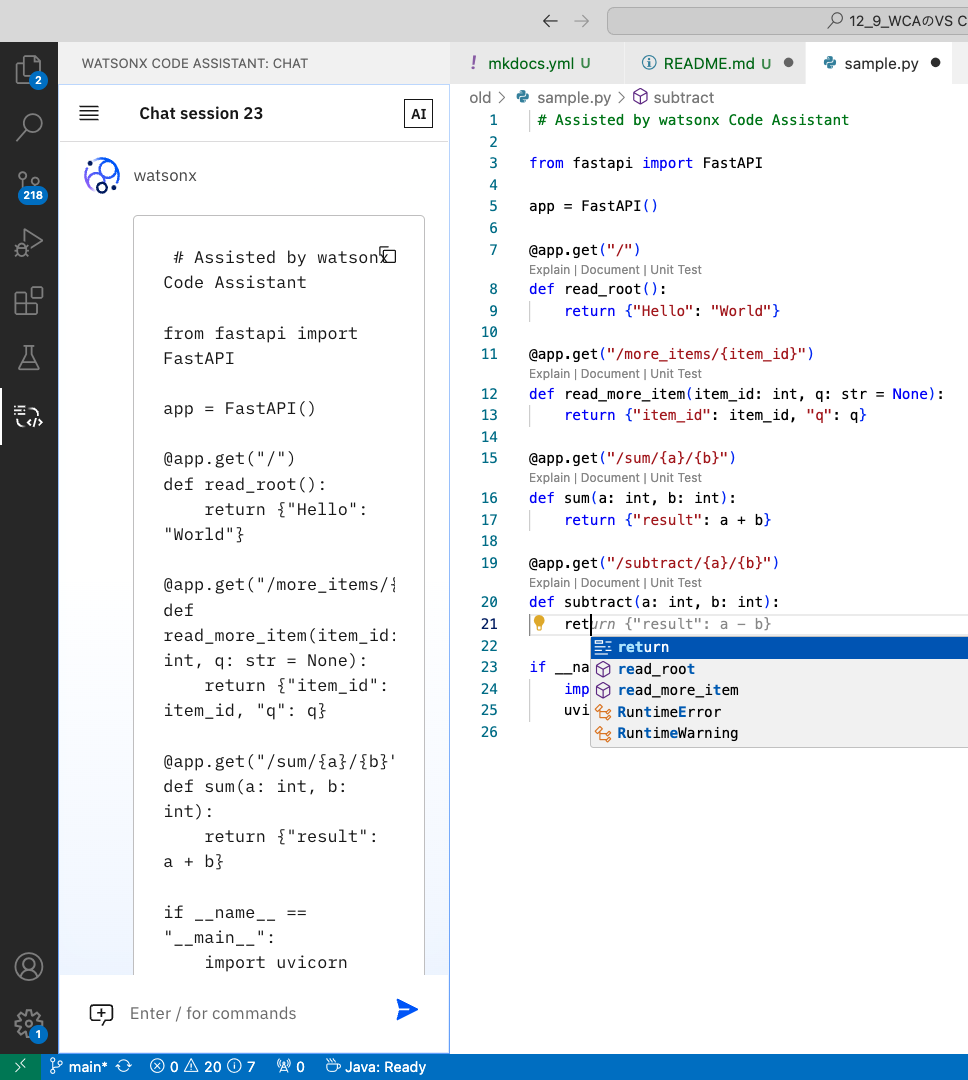 12_9_WCAのVS C
2
218
1
WATSONX CODE ASSISTANT: CHAT
Chat session 23
AI
watsonx
# Assisted by watsonx
Code Assistant
from fastapi import
FastAPI
app = FastAPI()
@app.get("/")
def read_root():
return {"Hello":
"World"}
@app.get("/more_items/{
def
read_more_item(item_id:
int, q: str = None):
return {"item_id":
item_id, "q": q}
@app.get("/sum/{a}/{b}"
def sum(a: int, b:
int):
return {"result":
a + b}
if __name__ ==
"__main__":
import uvicorn
Enter / for commands
! mkdocs.yml U
README.md U
sample.py
old > sample.py > subtract
1 # Assisted by watsonx Code Assistant
2
3 from fastapi import FastAPI
4
5 app = FastAPI()
6
7 @app.get("/")
Explain | Document | Unit Test
8 def read_root():
9 return {"Hello": "World"}
10
11 @app.get("/more_items/{item_id}")
Explain | Document | Unit Test
12 def read_more_item(item_id: int, q: str = None):
13 return {"item_id": item_id, "q": q}
14
15 @app.get("/sum/{a}/{b}")
Explain | Document | Unit Test
16 def sum(a: int, b: int):
17 return {"result": a + b}
18
19 @app.get("/subtract/{a}/{b}")
Explain | Document | Unit Test
20 def subtract(a: int, b: int):
21 return {"result": a - b}
22 return
23 if __na read_root
24 imp read_more_item
25 uvi RuntimeError
26 RuntimeWarning
main* 0 20 7 0 Java: Ready